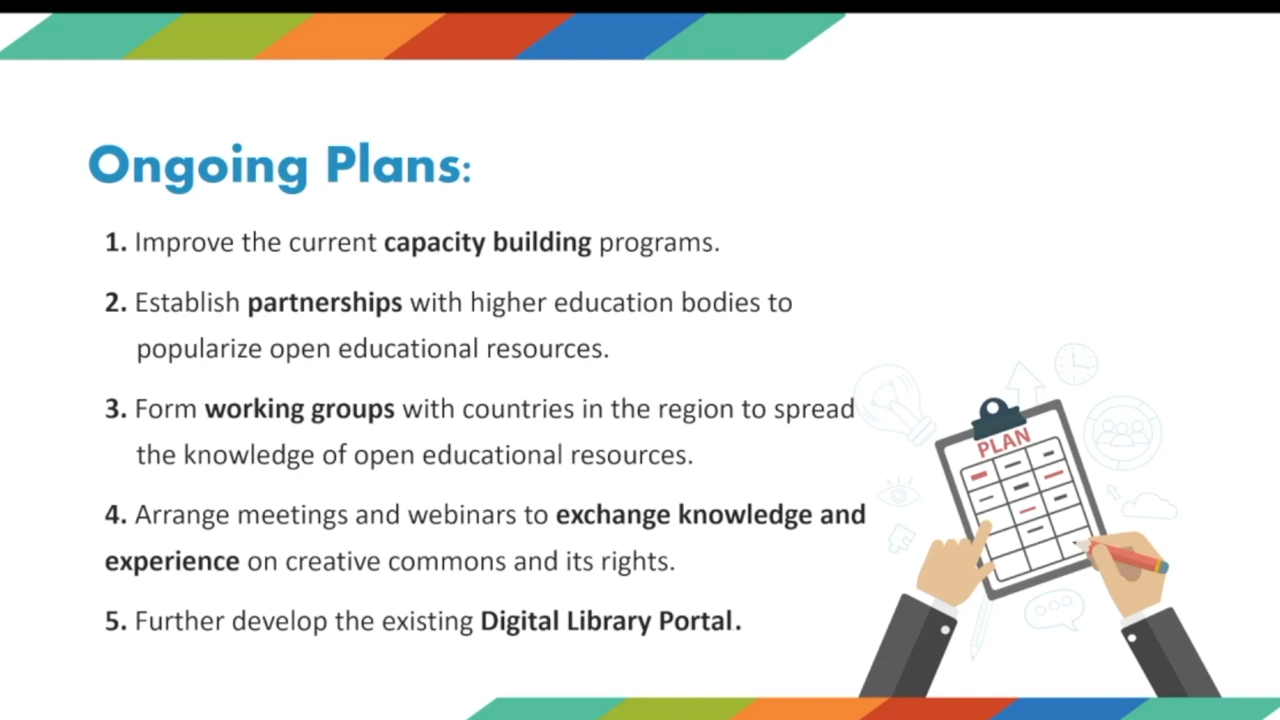 Ongoing Plans:
1. Improve the current capacity building programs.
2. Establish partnerships with higher education bodies to
popularize open educational resources.
3. Form working groups with countries in the region to spread
the knowledge of open educational resources.
4. Arrange meetings and webinars to exchange knowledge and
experience on creative commons and its rights.
5. Further develop the existing Digital Library Portal.
PLAN